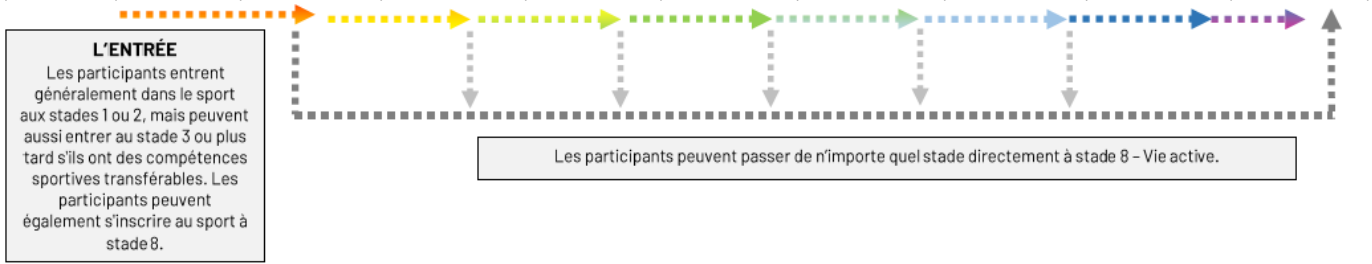 L'ENTRÉE
Les participants entrent
généralement dans le sport
aux stades 1 ou 2, mais peuvent
aussi entrer au stade 3 ou plus
tard s'ils ont des compétences
sportives transférables. Les
participants peuvent
également s'inscrire au sport à
stade 8.
Les participants peuvent passer de n'importe quel stade directement à stade 8 – Vie active.